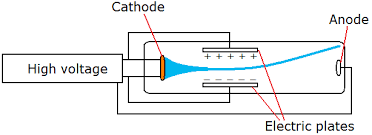 Cathode
Anode
High voltage
+ + + + +
− − − − −
Electric plates